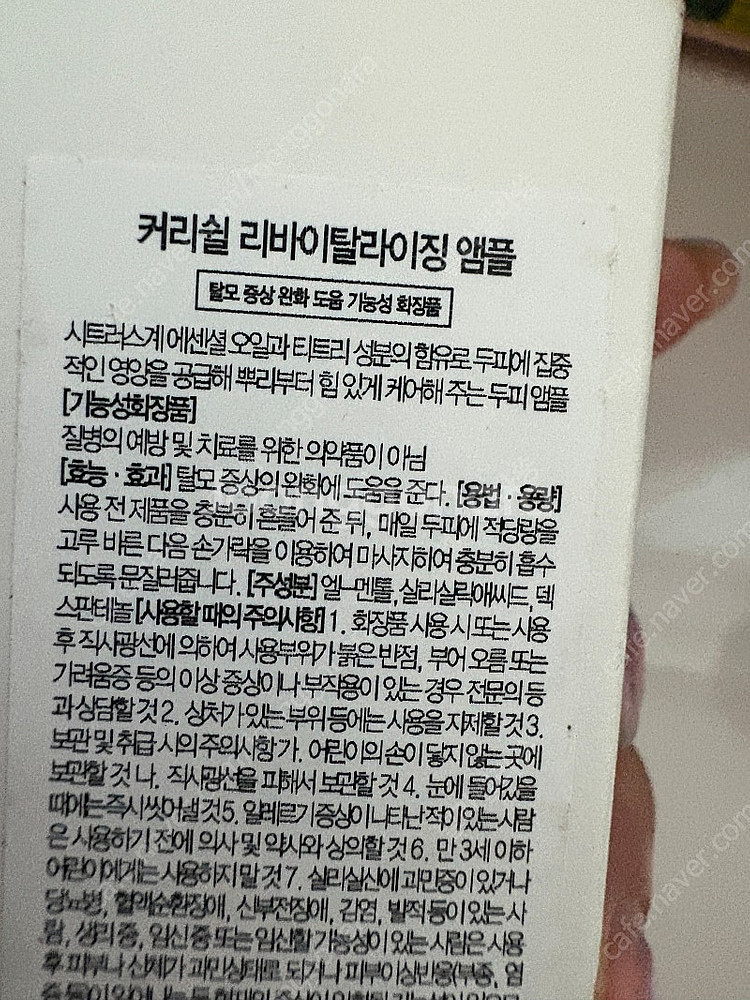 커리쉴 리바이탈라이징 앰플
탈모 증상 완화 도움 기능성 화장품
시트러스계 에센셜 오일과 티트리 성분의 함유로 두피에 집중
적인 영양을 공급해 뿌리부터 힘 있게 케어해 주는 두피 앰플
[기능성화장품]
질병의 예방 및 치료를 위한 의약품이 아님
[효능·효과] 탈모 증상의 완화에 도움을 준다. [용법·용량]
사용 전 제품을 충분히 흔들어 준 뒤, 매일 두피에 적당량을
고루 바른 다음 손가락을 이용하여 마사지하여 충분히 흡수
되도록 문질러줍니다. [주성분] 엘-멘톨, 살리실릭애씨드, 덱
스판테놀 [사용할 때의 주의사항] 1. 화장품 사용 시 또는 사용
후 직사광선에 의하여 사용부위가 붉은 반점, 부어 오름 또는
가려움증 등의 이상 증상이나 부작용이 있는 경우 전문의 등
과 상담할 것 2. 상처가 있는 부위 등에는 사용을 자제할 것 3.
보관 및 취급 시의 주의사항 가. 어린이의 손이 닿지 않는 곳에
보관할 것 나. 직사광선을 피해서 보관할 것 4. 눈에 들어갔을
때에는 즉시 씻어낼 것 5. 알레르기 증상이 나타난 적이 있는 사람
은 사용하기 전에 의사 및 약사와 상의할 것 6. 만 3세 이하
어린이에게는 사용하지 말 것 7. 살리실산에 과민증이 있거나
당뇨병, 혈액순환장애, 신부전장애, 감염, 발적 등이 있는 사
람, 생리 중, 임신 중 또는 임신할 가능성이 있는 사람은 사용
후 피부나 신체가 과민상태로 되거나 피부이상반응(부종, 염
cafe.naver.com